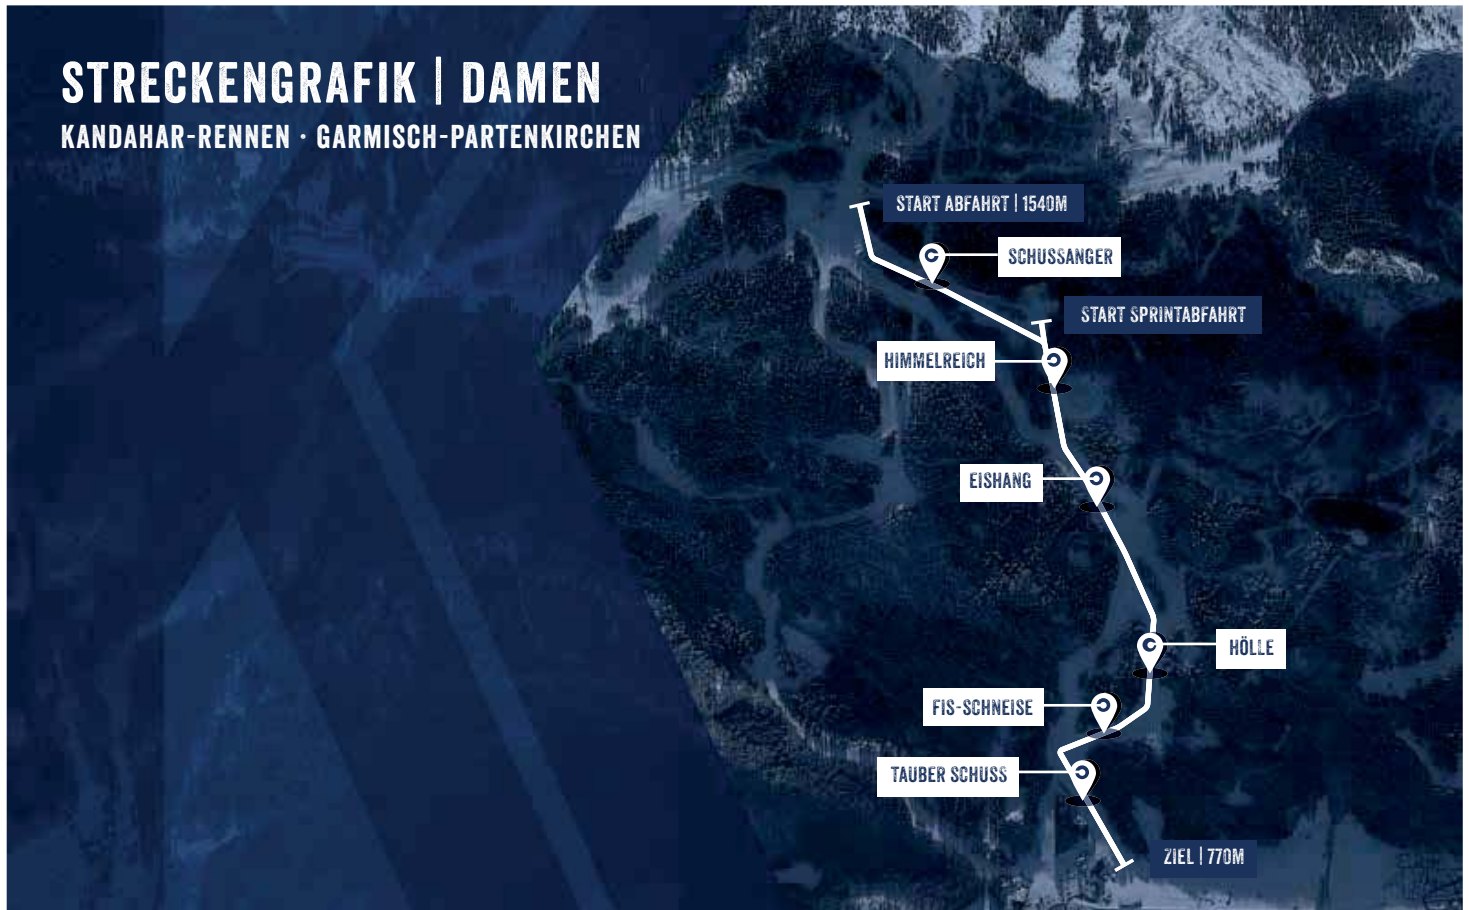 STRECKENGRAFIK | DAMEN
KANDAHAR-RENNEN · GARMISCH-PARTENKIRCHEN
START ABFAHRT | 1540M
SCHUSSANGER
START SPRINTABFAHRT
HIMMELREICH
EISHANG
HÖLLE
FIS-SCHNEISE
TAUBER SCHUSS
ZIEL | 770M